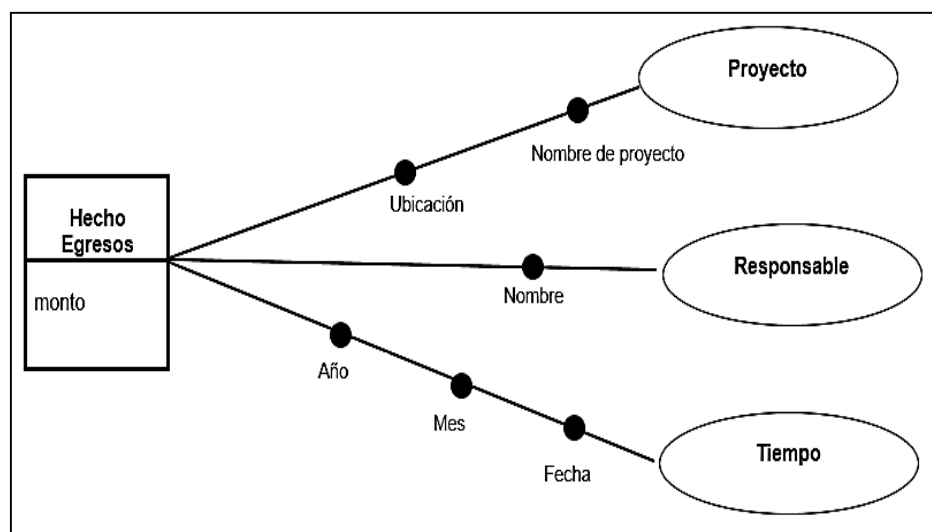 Proyecto
Nombre de proyecto
Ubicación
Hecho
Egresos
monto
Responsable
Nombre
Año
Mes
Fecha
Tiempo